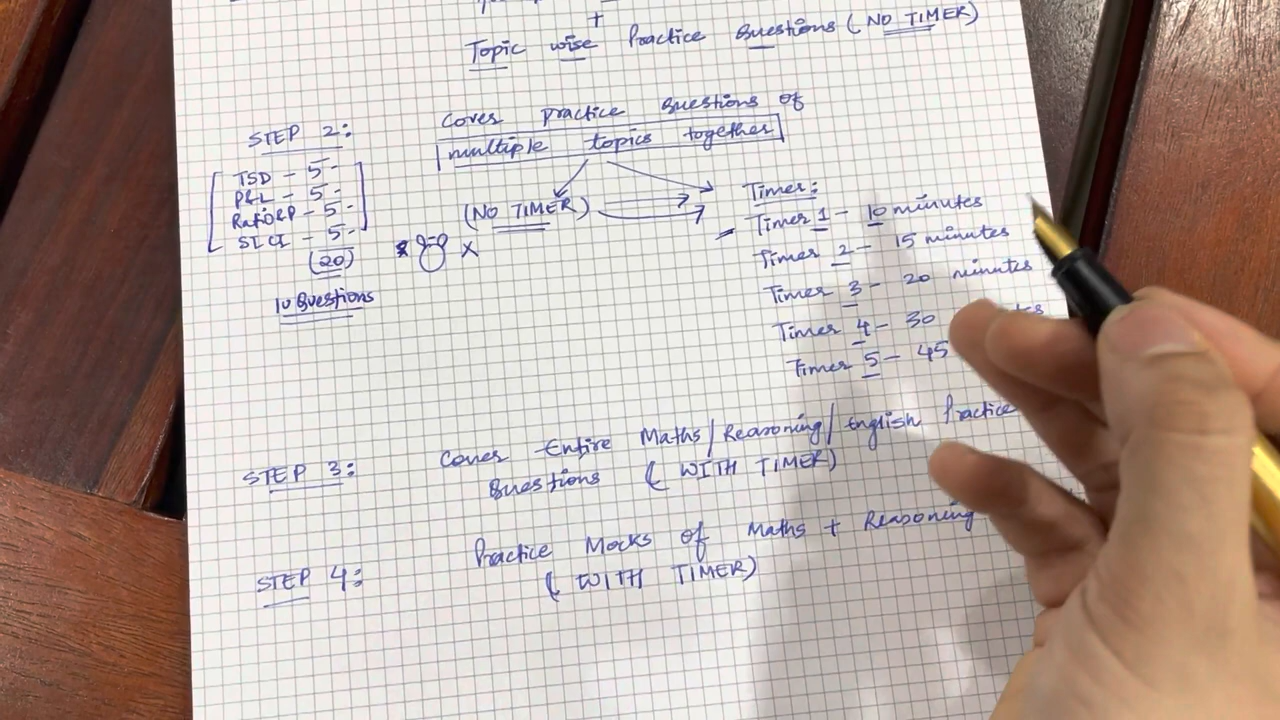 +
Topic wise Practice Questions (NO TIMER)
STEP 2:
Cover practice Questions of
multiple topics together
TSD - 5
P&L - 5
Ratio&P - 5
SI CI - 5
(20)
10 Questions
(NO TIMER)
X
Timer:
Timer 1 - 10 minutes
Timer 2 - 15 minutes
Timer 3 - 20 minutes
Timer 4 - 30
Timer 5 - 45
STEP 3:
Cover Entire Maths/Reasoning/English Practice
Questions (WITH TIMER)
STEP 4:
Practice Mocks of Maths + Reasoning
(WITH TIMER)